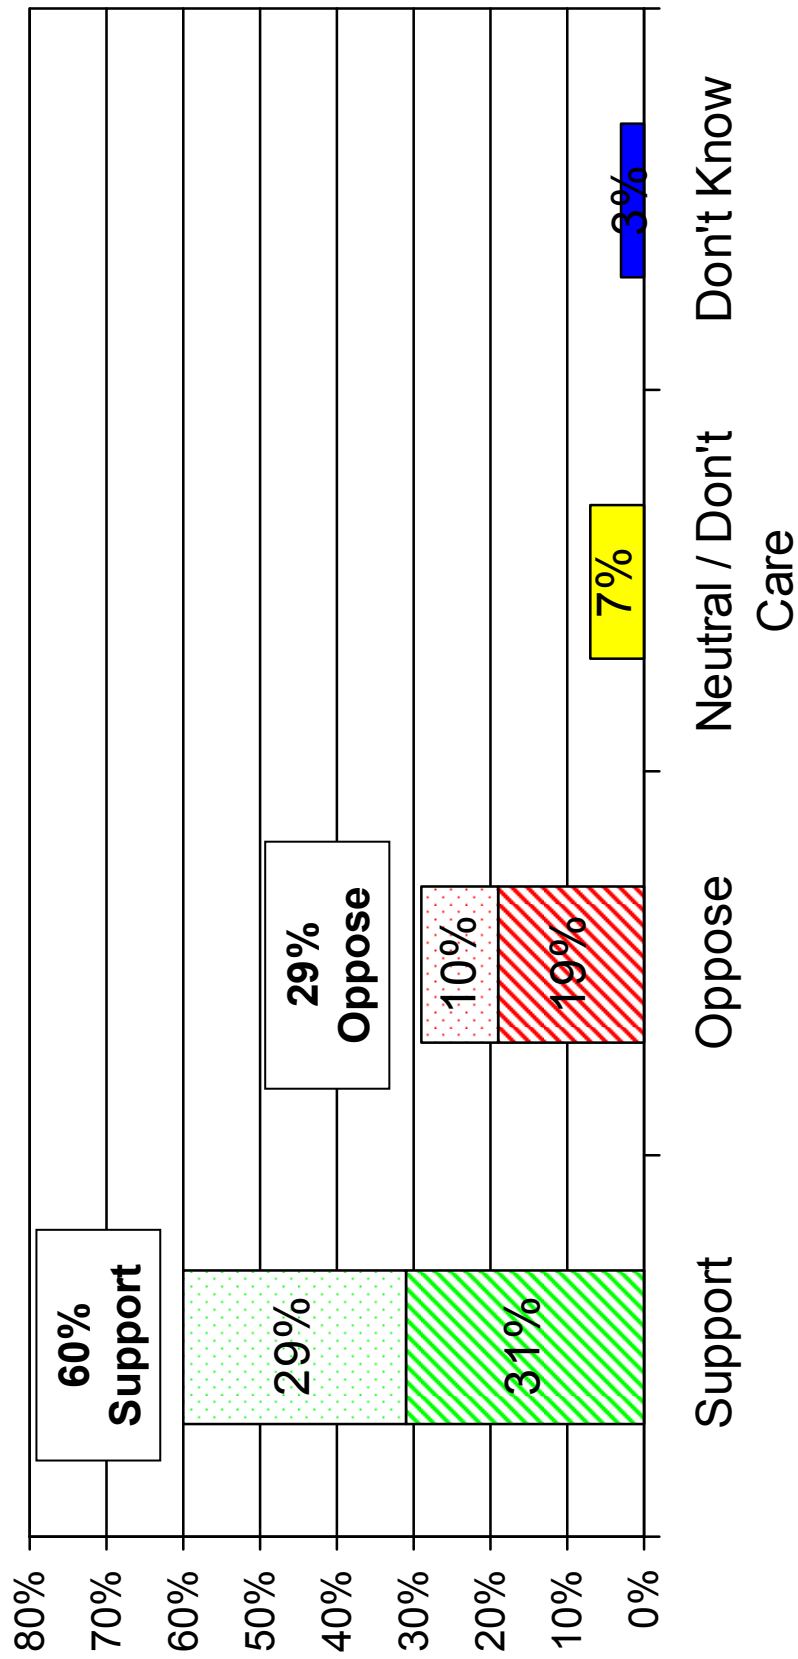 80%
70%
60%
50%
40%
30%
20%
10%
0%
60%
Support
29%
31%
29%
Oppose
10%
19%
7%
3%
Support
Oppose
Neutral / Don't
Care
Don't Know